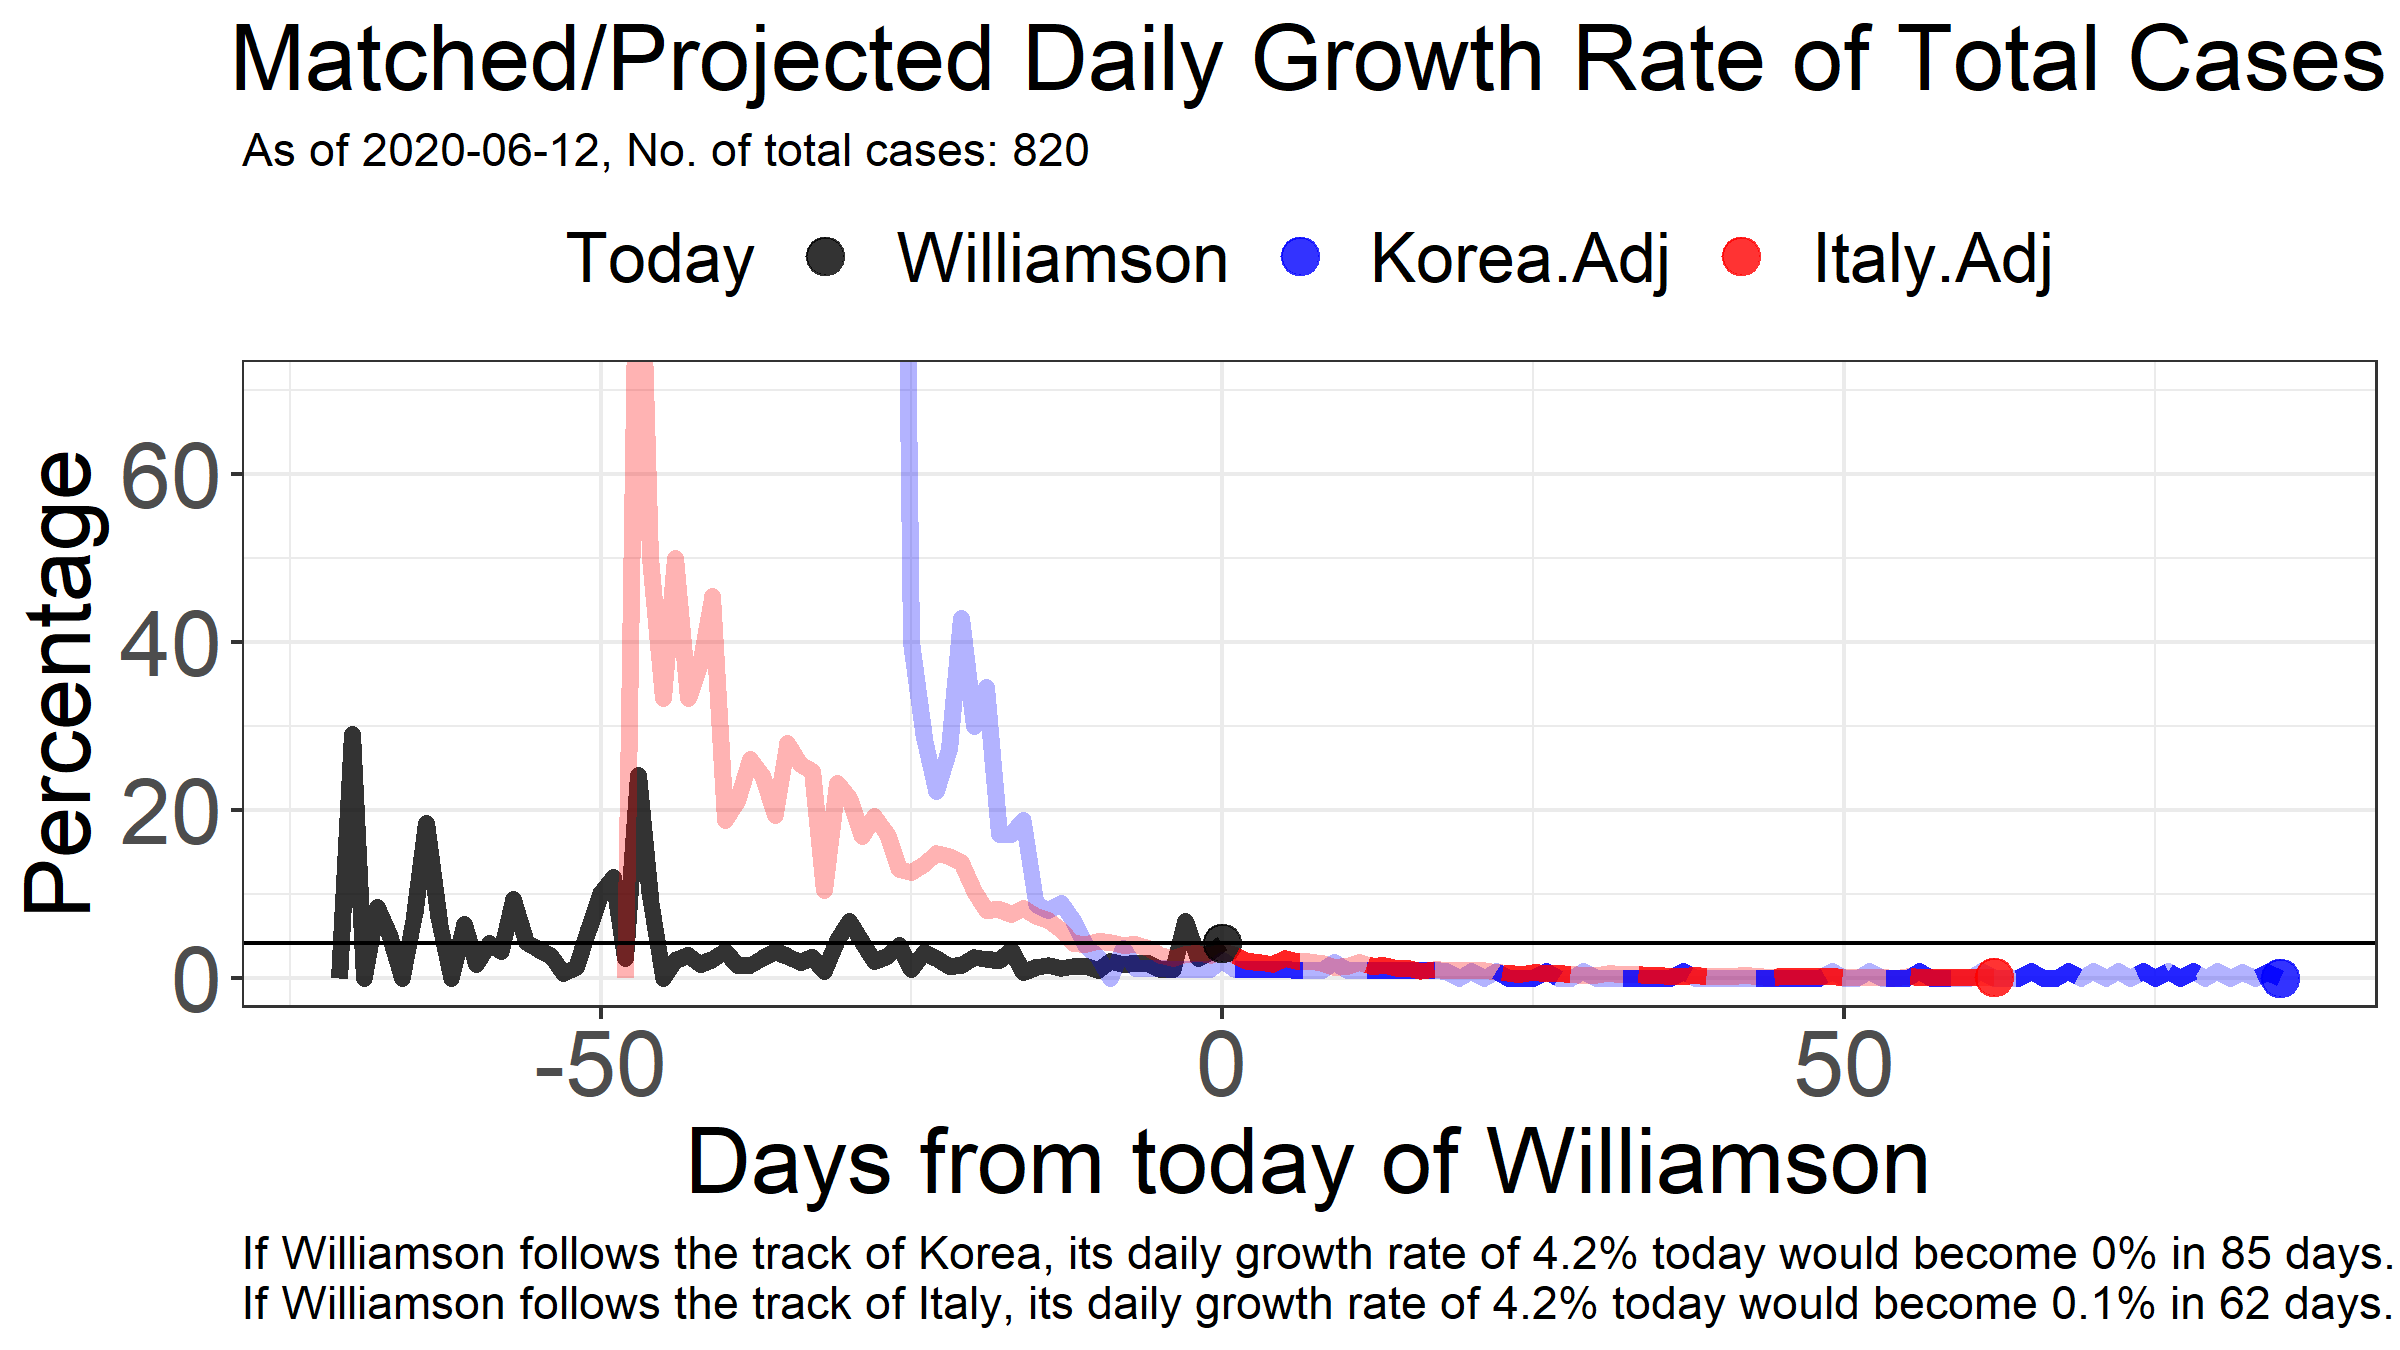 Matched/Projected Daily Growth Rate of Total Cases
As of 2020-06-12, No. of total cases: 820
Today Williamson Korea.Adj Italy.Adj
Percentage
60
40
20
0
-50 0 50
Days from today of Williamson
If Williamson follows the track of Korea, its daily growth rate of 4.2% today would become 0% in 85 days.
If Williamson follows the track of Italy, its daily growth rate of 4.2% today would become 0.1% in 62 days.